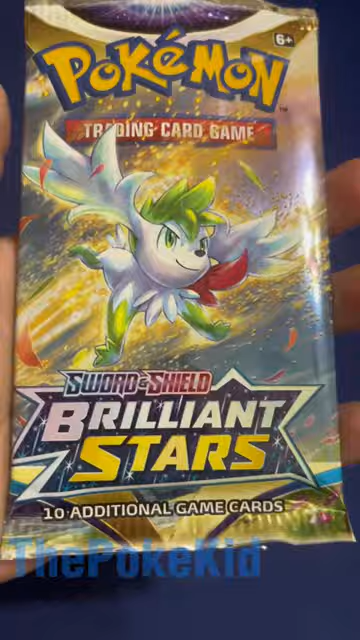 6+
POKéMON
TRADING CARD GAME
SWORD & SHIELD
BRILLIANT
STARS
10 ADDITIONAL GAME CARDS
ThePokeKid